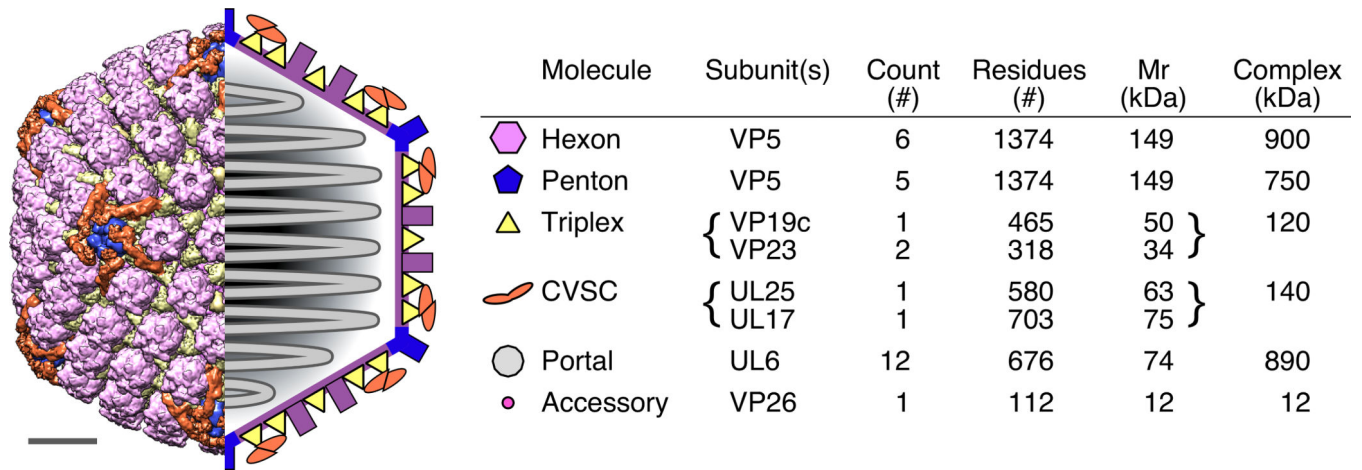 Molecule Subunit(s) Count Residues Mr Complex
(#) (#) (kDa) (kDa)
Hexon VP5 6 1374 149 900
Penton VP5 5 1374 149 750
Triplex { VP19c 1 465 50 } 120
VP23 2 318 34
CVSC { UL25 1 580 63 } 140
UL17 1 703 75
Portal UL6 12 676 74 890
Accessory VP26 1 112 12 12